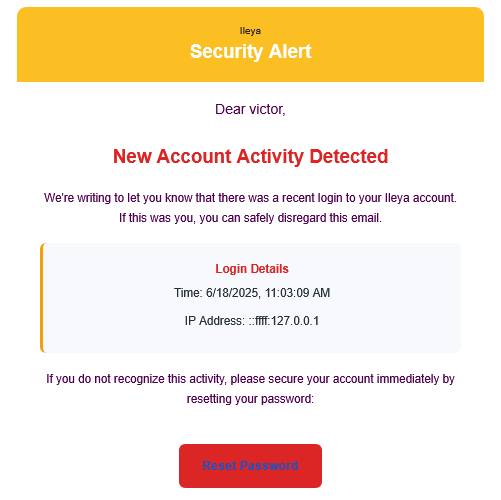 Ileya
Security Alert
Dear victor,
New Account Activity Detected
We're writing to let you know that there was a recent login to your Ileya account.
If this was you, you can safely disregard this email.
Login Details
Time: 6/18/2025, 11:03:09 AM
IP Address: ::ffff:127.0.0.1
If you do not recognize this activity, please secure your account immediately by
resetting your password:
Reset Password